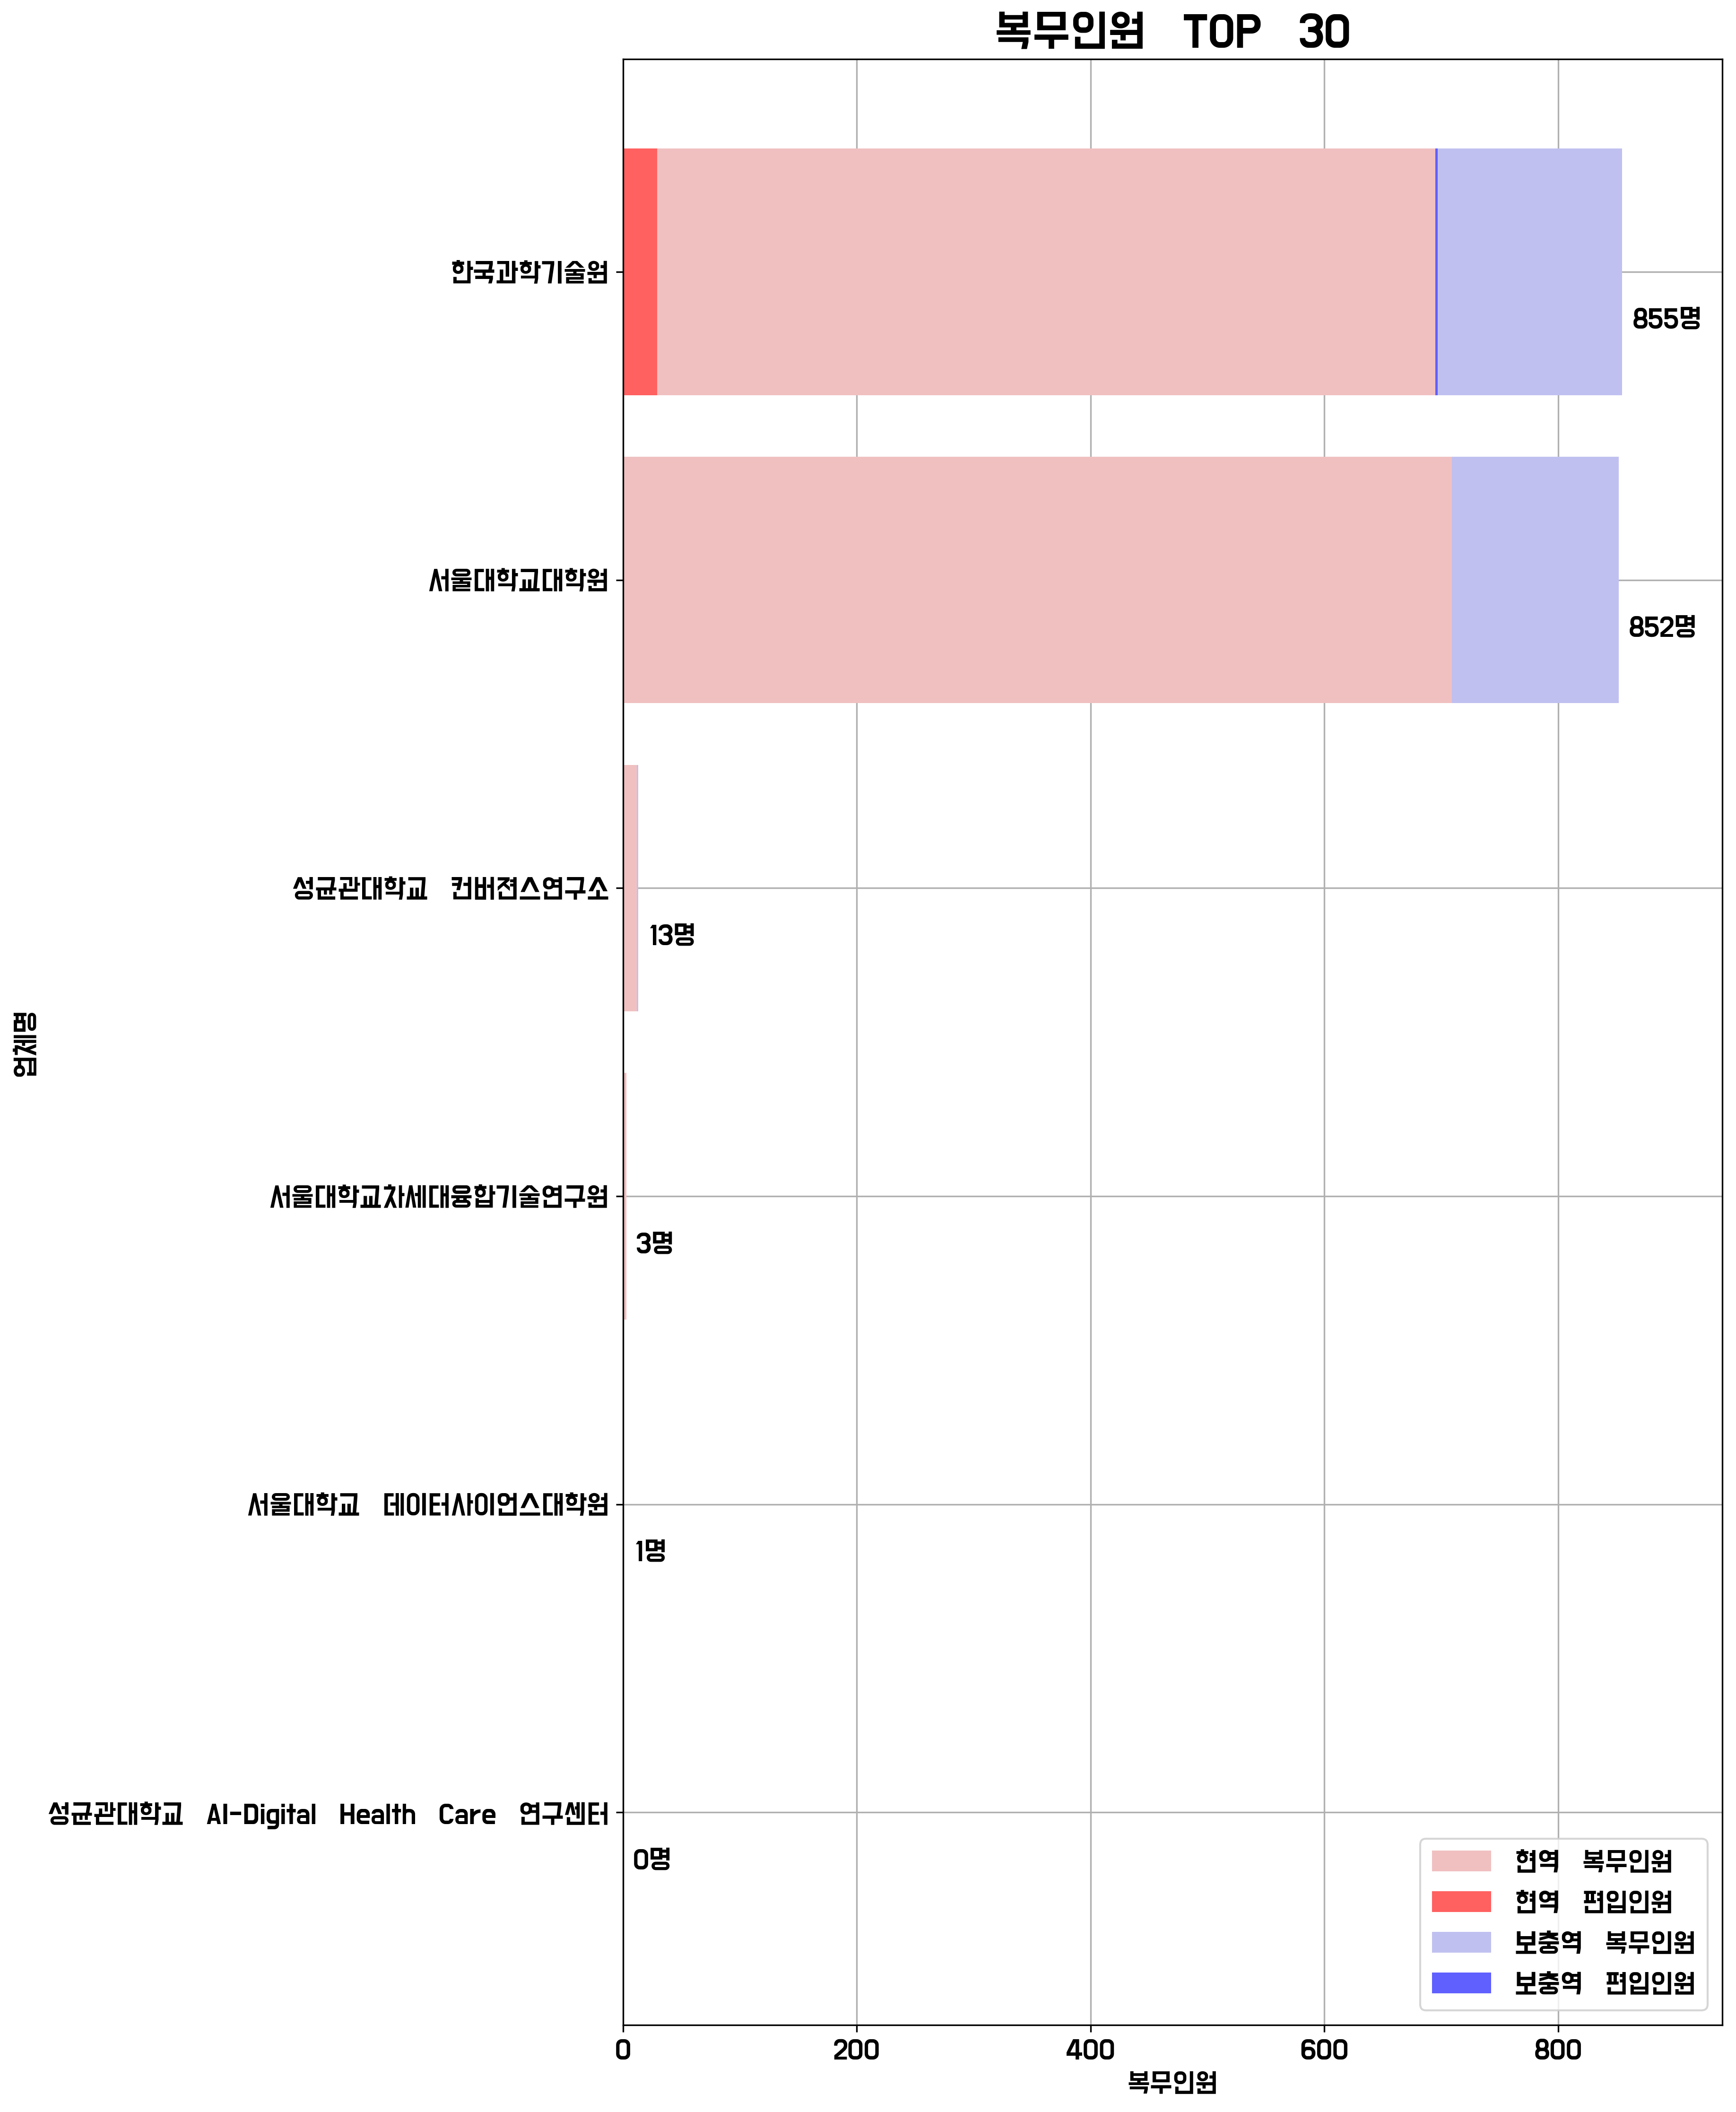 복무인원 TOP 30
한국과학기술원
855명
서울대학교대학원
852명
성균관대학교 컨버젼스연구소
13명
업체명
서울대학교차세대융합기술연구원
3명
서울대학교 데이터사이언스대학원
1명
성균관대학교 AI-Digital Health Care 연구센터
0명
현역 복무인원
현역 편입인원
보충역 복무인원
보충역 편입인원
0 200 400 600 800
복무인원